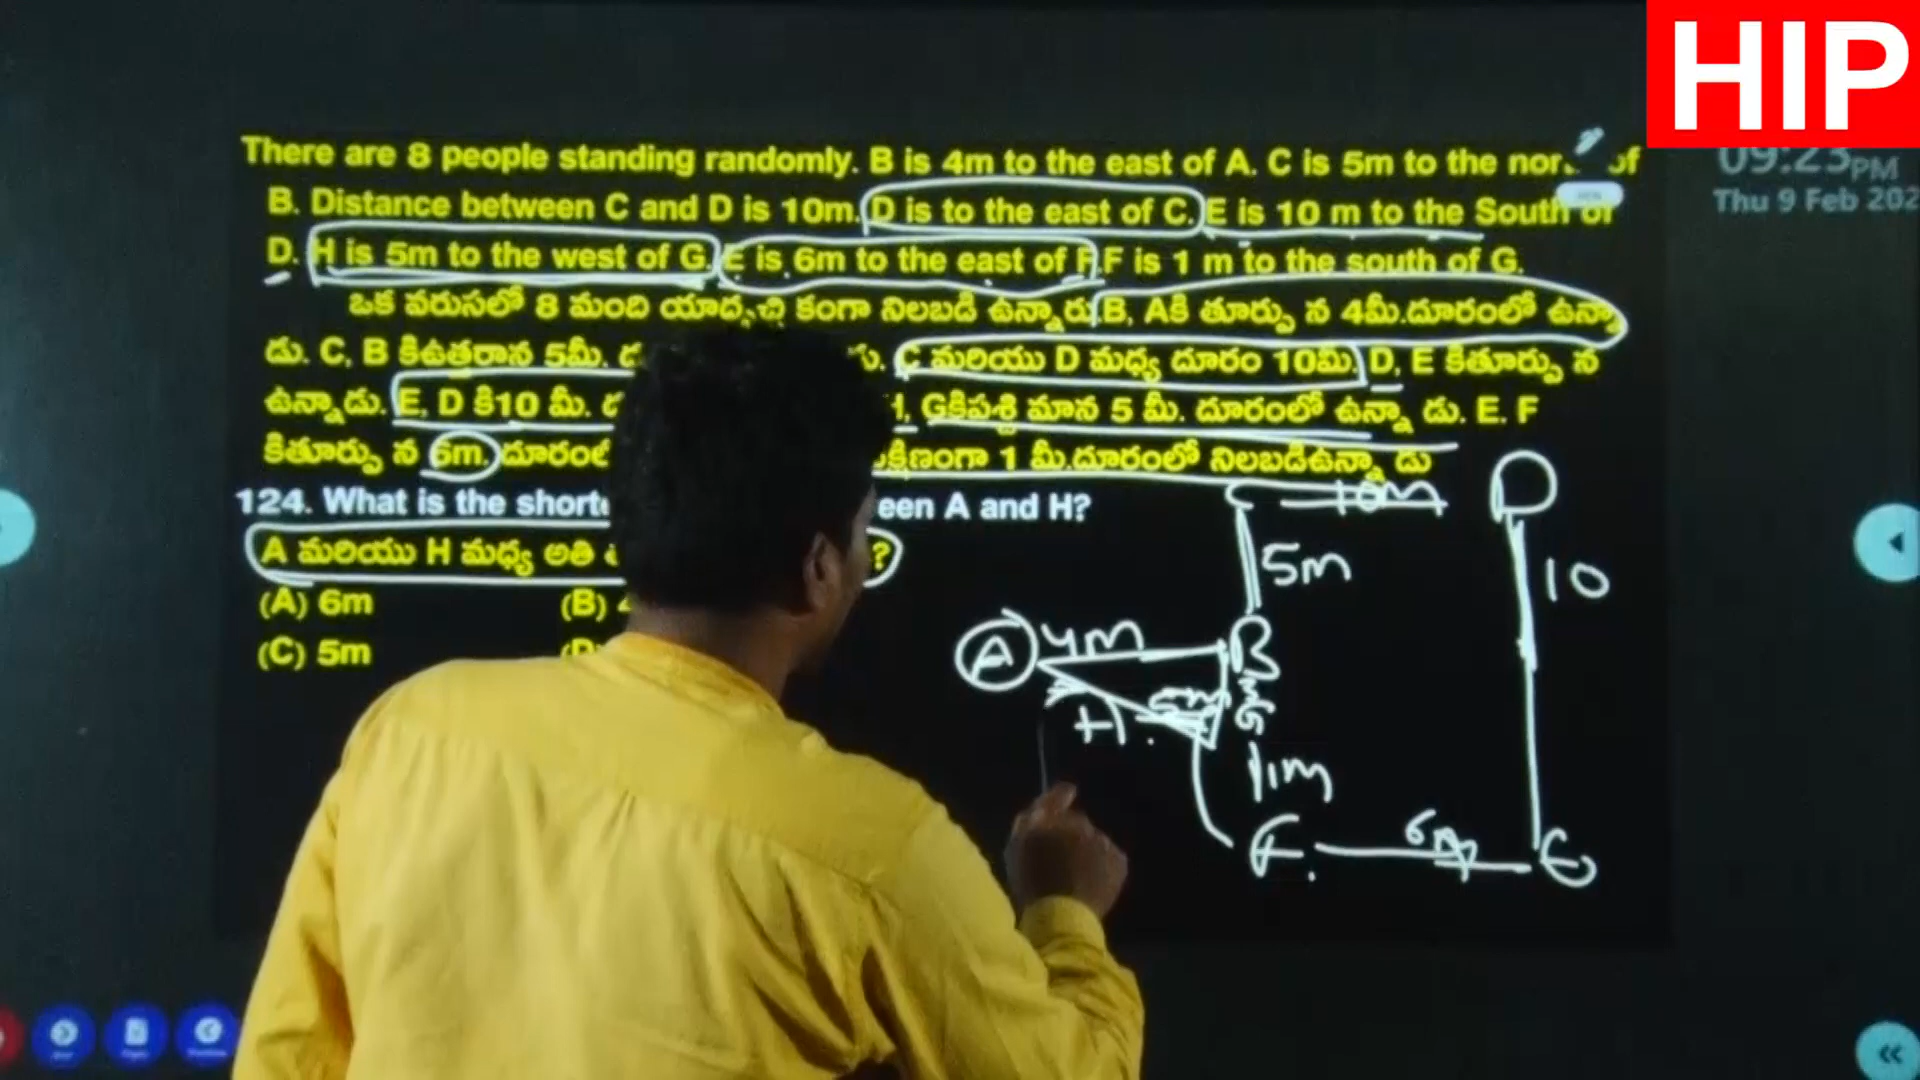 HIP
09:23PM
Thu 9 Feb 202
There are 8 people standing randomly. B is 4m to the east of A. C is 5m to the of
B. Distance between C and D is 10m. D is to the east of C. E is 10 m to the South of
D. H is 5m to the west of G. E is 6m to the east of F. F is 1 m to the south of G.
ఒక వరుసలో 8 మంది యాదృచ్ఛి కంగా నిలబడి ఉన్నారు. B, Aకి తూర్పు న 4మీ.దూరంలో ఉన్నా
డు. C, B కిఉత్తరాన 5మీ. డు. C మరియు D మధ్య దూరం 10మీ. D, E కితూర్పు న
ఉన్నాడు. E, D కి10 మీ. H, Gకిపశ్చి మాన 5 మీ. దూరంలో ఉన్నా డు. E. F
కితూర్పు న 6m. 1 మీ.దూరంలో నిలబడిఉన్నా డు
124. What is the een A and H?
A మరియు H మధ్య అతి ?
(A) 6m (B) 4
(C) 5m
C 10m D
5m 10
A 4m B
H 5m
1m
F 6m E